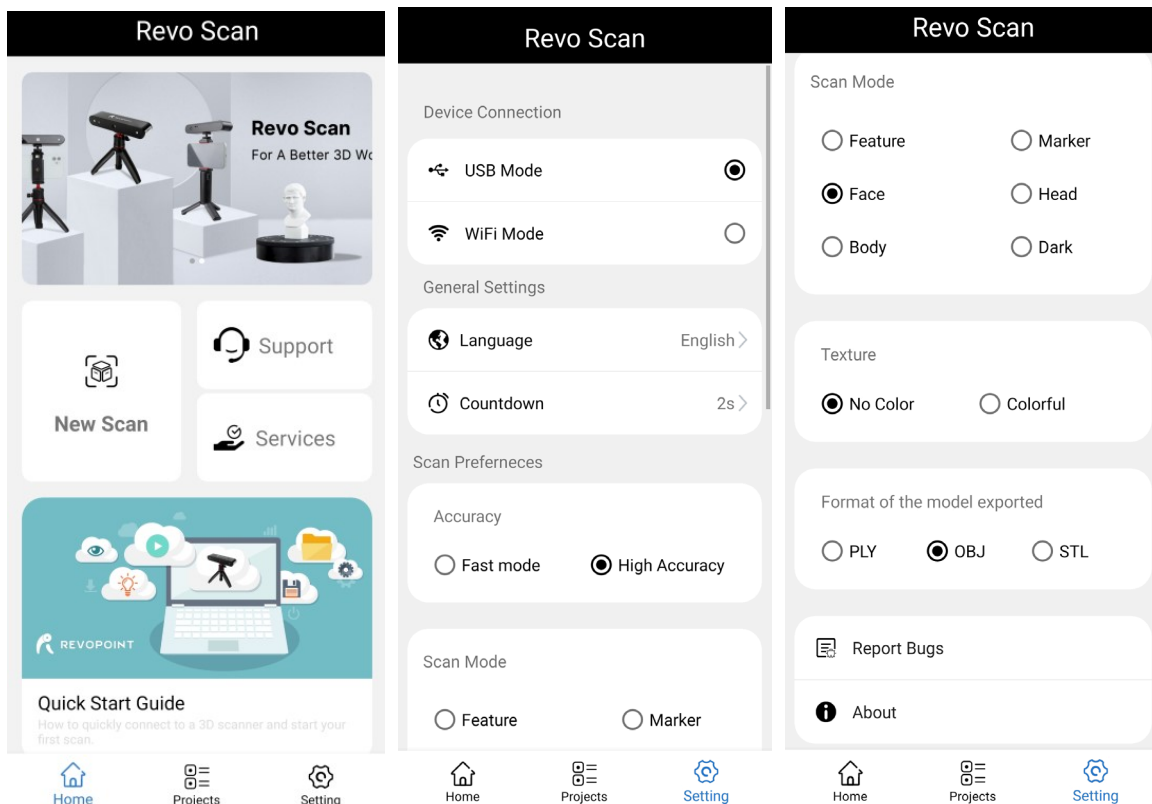 Revo Scan
Revo Scan
For A Better 3D Wo
New Scan
Support
Services
REVOPOINT
Quick Start Guide
How to quickly connect to a 3D scanner and start your
first scan.
Home
Projects
Setting
Revo Scan
Device Connection
USB Mode
WiFi Mode
General Settings
Language English
Countdown 2s
Scan Preferneces
Accuracy
Fast mode High Accuracy
Scan Mode
Feature Marker
Home Projects Setting
Revo Scan
Scan Mode
Feature Marker
Face Head
Body Dark
Texture
No Color Colorful
Format of the model exported
PLY OBJ STL
Report Bugs
About
Home Projects Setting